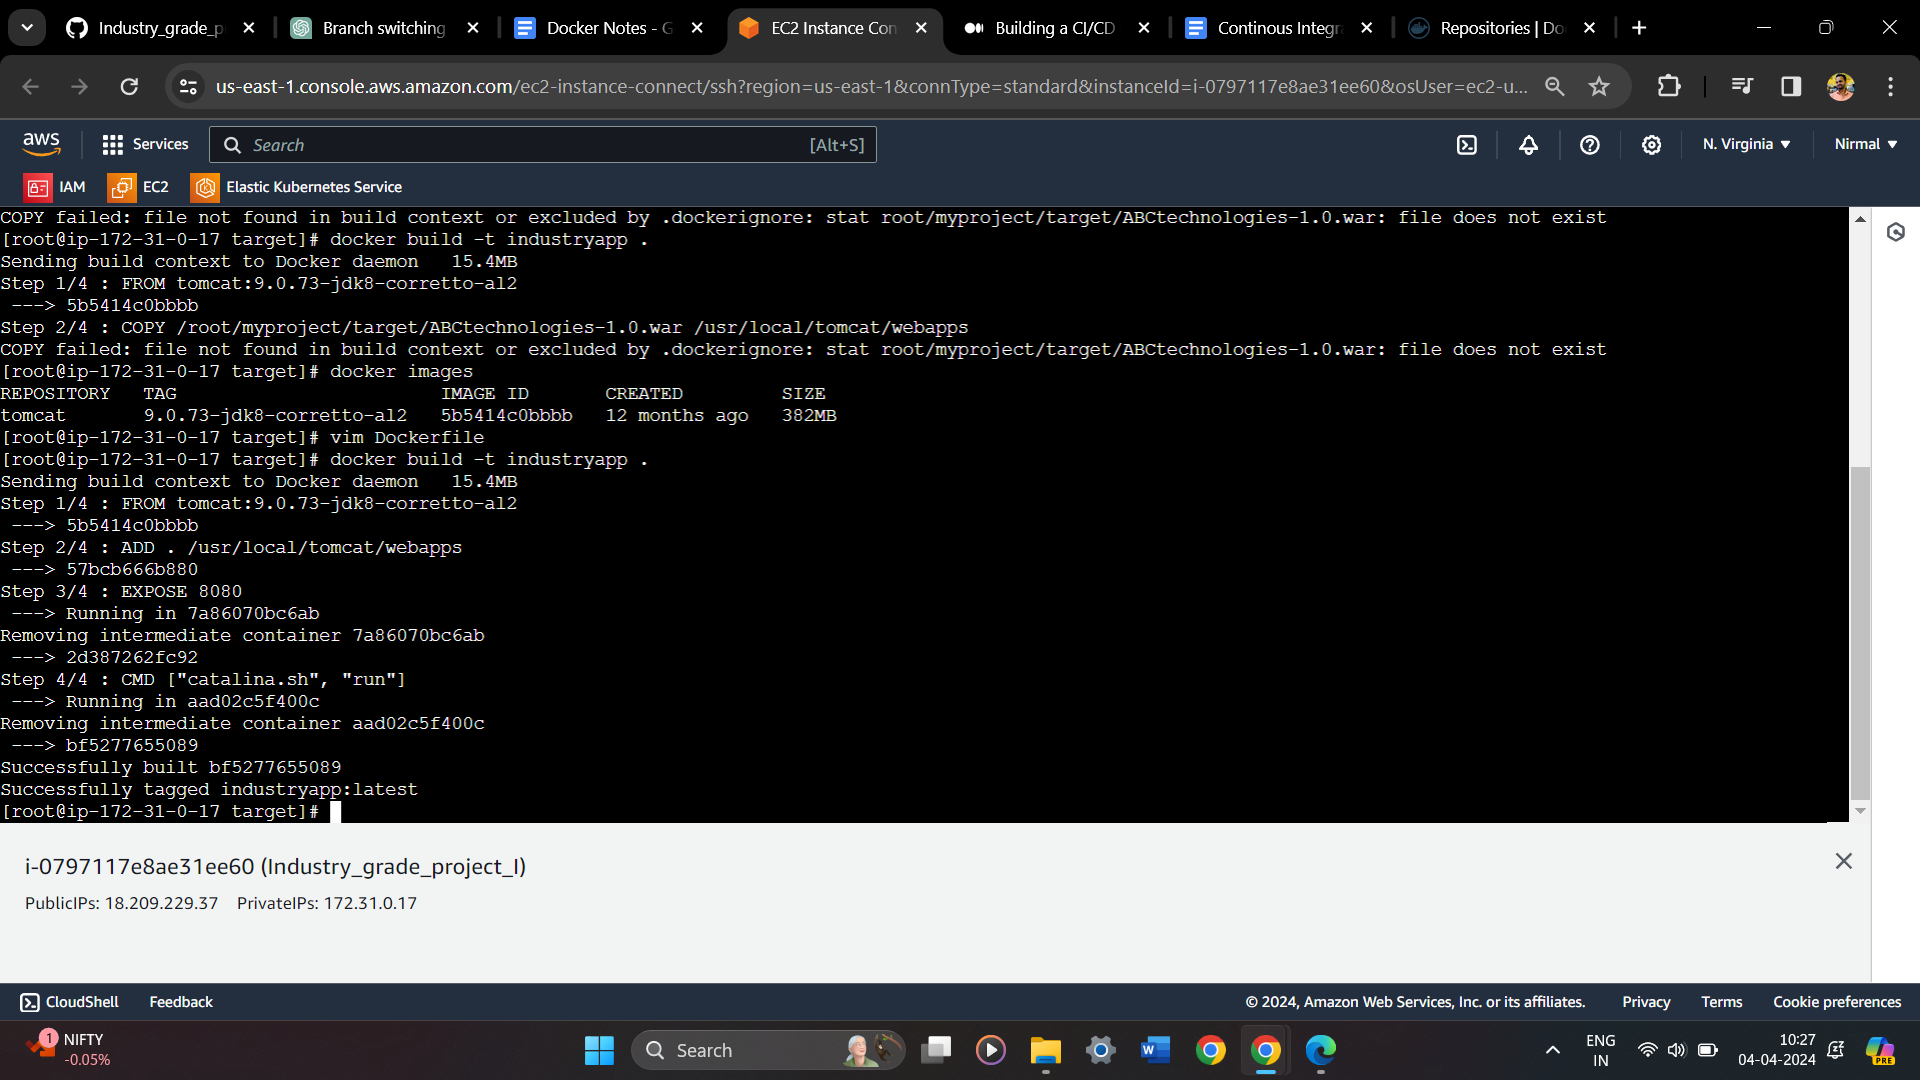 Industry_grade_p
Branch switching
Docker Notes - G
EC2 Instance Con
Building a CI/CD
Continous Integr
Repositories | Do
us-east-1.console.aws.amazon.com/ec2-instance-connect/ssh?region=us-east-1&connType=standard&instanceId=i-0797117e8ae31ee60&osUser=ec2-u...
aws
Services
Search
[Alt+S]
N. Virginia
Nirmal
IAM
EC2
Elastic Kubernetes Service
COPY failed: file not found in build context or excluded by .dockerignore: stat root/myproject/target/ABCtechnologies-1.0.war: file does not exist
[root@ip-172-31-0-17 target]# docker build -t industryapp .
Sending build context to Docker daemon   15.4MB
Step 1/4 : FROM tomcat:9.0.73-jdk8-corretto-al2
 ---> 5b5414c0bbbb
Step 2/4 : COPY /root/myproject/target/ABCtechnologies-1.0.war /usr/local/tomcat/webapps
COPY failed: file not found in build context or excluded by .dockerignore: stat root/myproject/target/ABCtechnologies-1.0.war: file does not exist
[root@ip-172-31-0-17 target]# docker images
REPOSITORY   TAG                        IMAGE ID       CREATED         SIZE
tomcat       9.0.73-jdk8-corretto-al2   5b5414c0bbbb   12 months ago   382MB
[root@ip-172-31-0-17 target]# vim Dockerfile
[root@ip-172-31-0-17 target]# docker build -t industryapp .
Sending build context to Docker daemon   15.4MB
Step 1/4 : FROM tomcat:9.0.73-jdk8-corretto-al2
 ---> 5b5414c0bbbb
Step 2/4 : ADD . /usr/local/tomcat/webapps
 ---> 57bcb666b880
Step 3/4 : EXPOSE 8080
 ---> Running in 7a86070bc6ab
Removing intermediate container 7a86070bc6ab
 ---> 2d387262fc92
Step 4/4 : CMD ["catalina.sh", "run"]
 ---> Running in aad02c5f400c
Removing intermediate container aad02c5f400c
 ---> bf5277655089
Successfully built bf5277655089
Successfully tagged industryapp:latest
[root@ip-172-31-0-17 target]#
i-0797117e8ae31ee60 (Industry_grade_project_I)
PublicIPs: 18.209.229.37   PrivateIPs: 172.31.0.17
CloudShell
Feedback
© 2024, Amazon Web Services, Inc. or its affiliates.
Privacy
Terms
Cookie preferences
1
NIFTY
-0.05%
Search
W
ENG
IN
10:27
04-04-2024
PRE